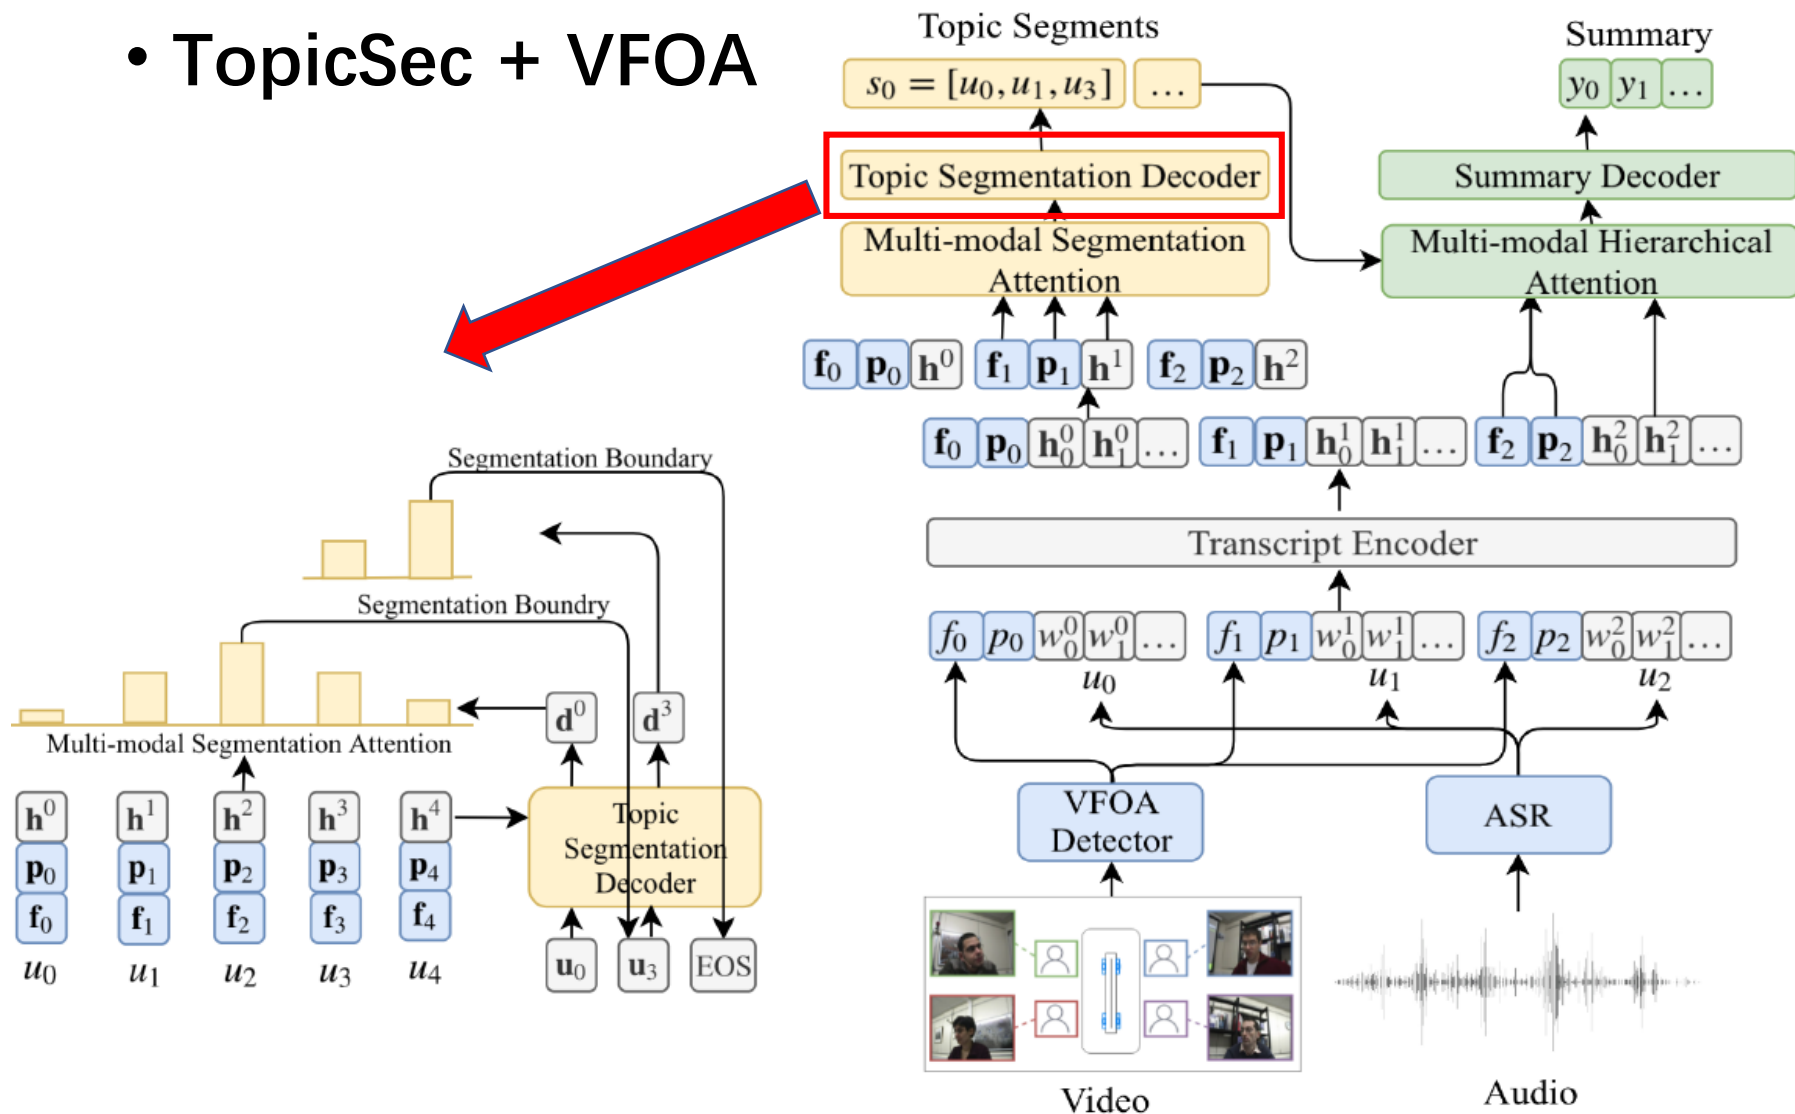 • TopicSec + VFOA
Topic Segments
s₀ = [u₀, u₁, u₃] ...
Topic Segmentation Decoder
Multi-modal Segmentation
Attention
f₀ p₀ h⁰ f₁ p₁ h¹ f₂ p₂ h²
Summary
y₀ y₁ ...
Summary Decoder
Multi-modal Hierarchical
Attention
f₀ p₀ h₀⁰ h₁⁰ ... f₁ p₁ h₀¹ h₁¹ ... f₂ p₂ h₀² h₁² ...
Transcript Encoder
f₀ p₀ w₀⁰ w₁⁰ ... f₁ p₁ w₀¹ w₁¹ ... f₂ p₂ w₀² w₁² ...
u₀ u₁ u₂
VFOA
Detector
ASR
Video
Audio
Segmentation Boundary
Segmentation Boundry
d⁰ d³
Multi-modal Segmentation Attention
h⁰ h¹ h² h³ h⁴
p₀ p₁ p₂ p₃ p₄
f₀ f₁ f₂ f₃ f₄
u₀ u₁ u₂ u₃ u₄
Topic
Segmentation
Decoder
u₀ u₃ EOS